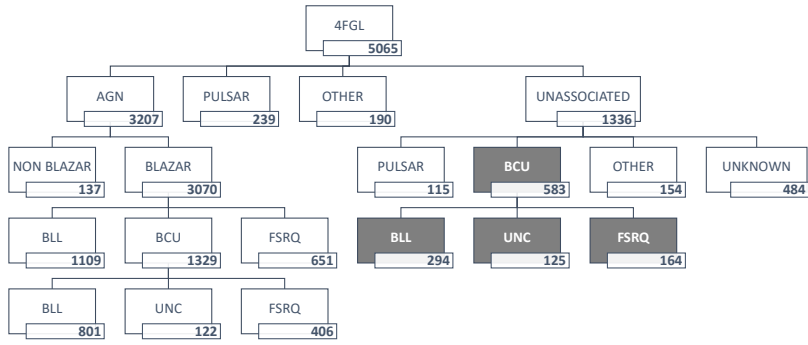 4FGL
5065
AGN
3207
PULSAR
239
OTHER
190
UNASSOCIATED
1336
NON BLAZAR
137
BLAZAR
3070
PULSAR
115
BCU
583
OTHER
154
UNKNOWN
484
BLL
1109
BCU
1329
FSRQ
651
BLL
294
UNC
125
FSRQ
164
BLL
801
UNC
122
FSRQ
406